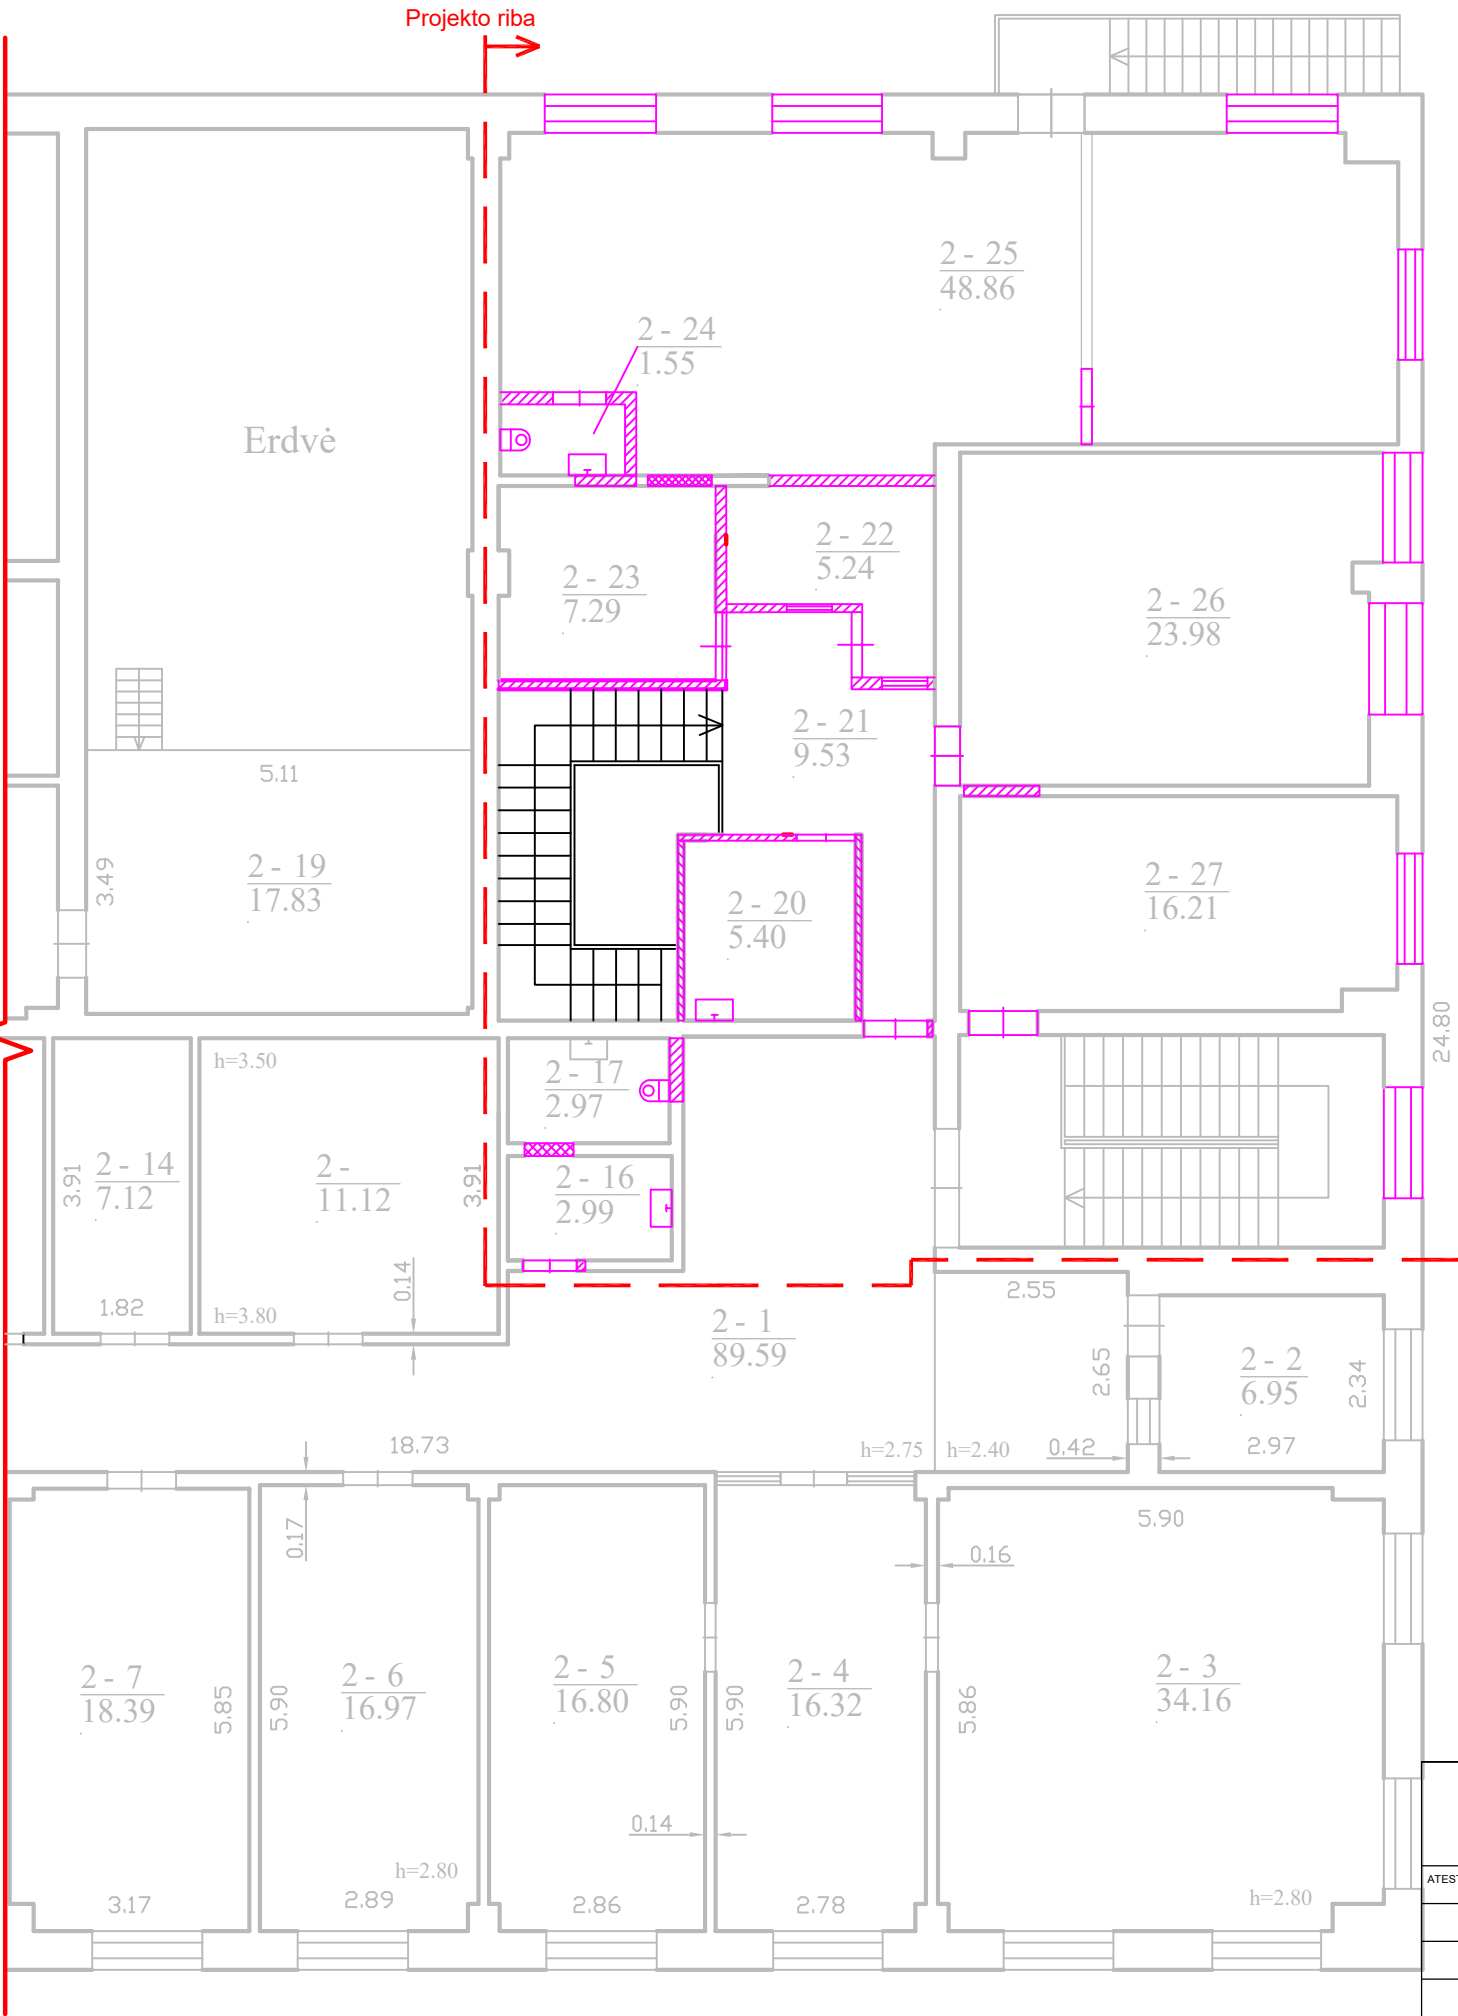 Projekto riba
2 - 25
48.86
2 - 24
1.55
Erdvė
2 - 22
5.24
2 - 23
7.29
2 - 26
23.98
2 - 21
9.53
5.11
3.49
2 - 19
17.83
2 - 20
5.40
2 - 27
16.21
24.80
h=3.50
2 - 17
2.97
3.91
2 - 14
7.12
2 -
11.12
3.91
2 - 16
2.99
1.82
h=3.80
0.14
2.55
2 - 1
89.59
2.65
2 - 2
6.95
2.34
18.73
h=2.75
h=2.40
0.42
2.97
0.17
5.90
0.16
2 - 7
18.39
5.85
5.90
2 - 6
16.97
2 - 5
16.80
5.90
5.90
2 - 4
16.32
5.86
2 - 3
34.16
0.14
h=2.80
3.17
2.89
2.86
2.78
h=2.80
ATEST